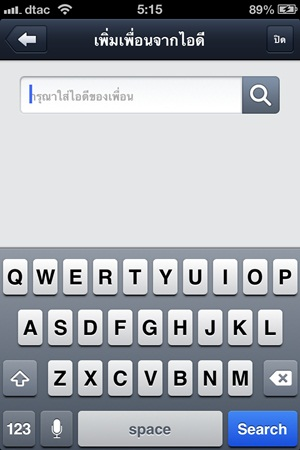 dtac 5:15 89%
เพิ่มเพื่อนจากไอดี ปิด
กรุณาใส่ไอดีของเพื่อน
Q W E R T Y U I O P
A S D F G H J K L
Z X C V B N M
123 space Search